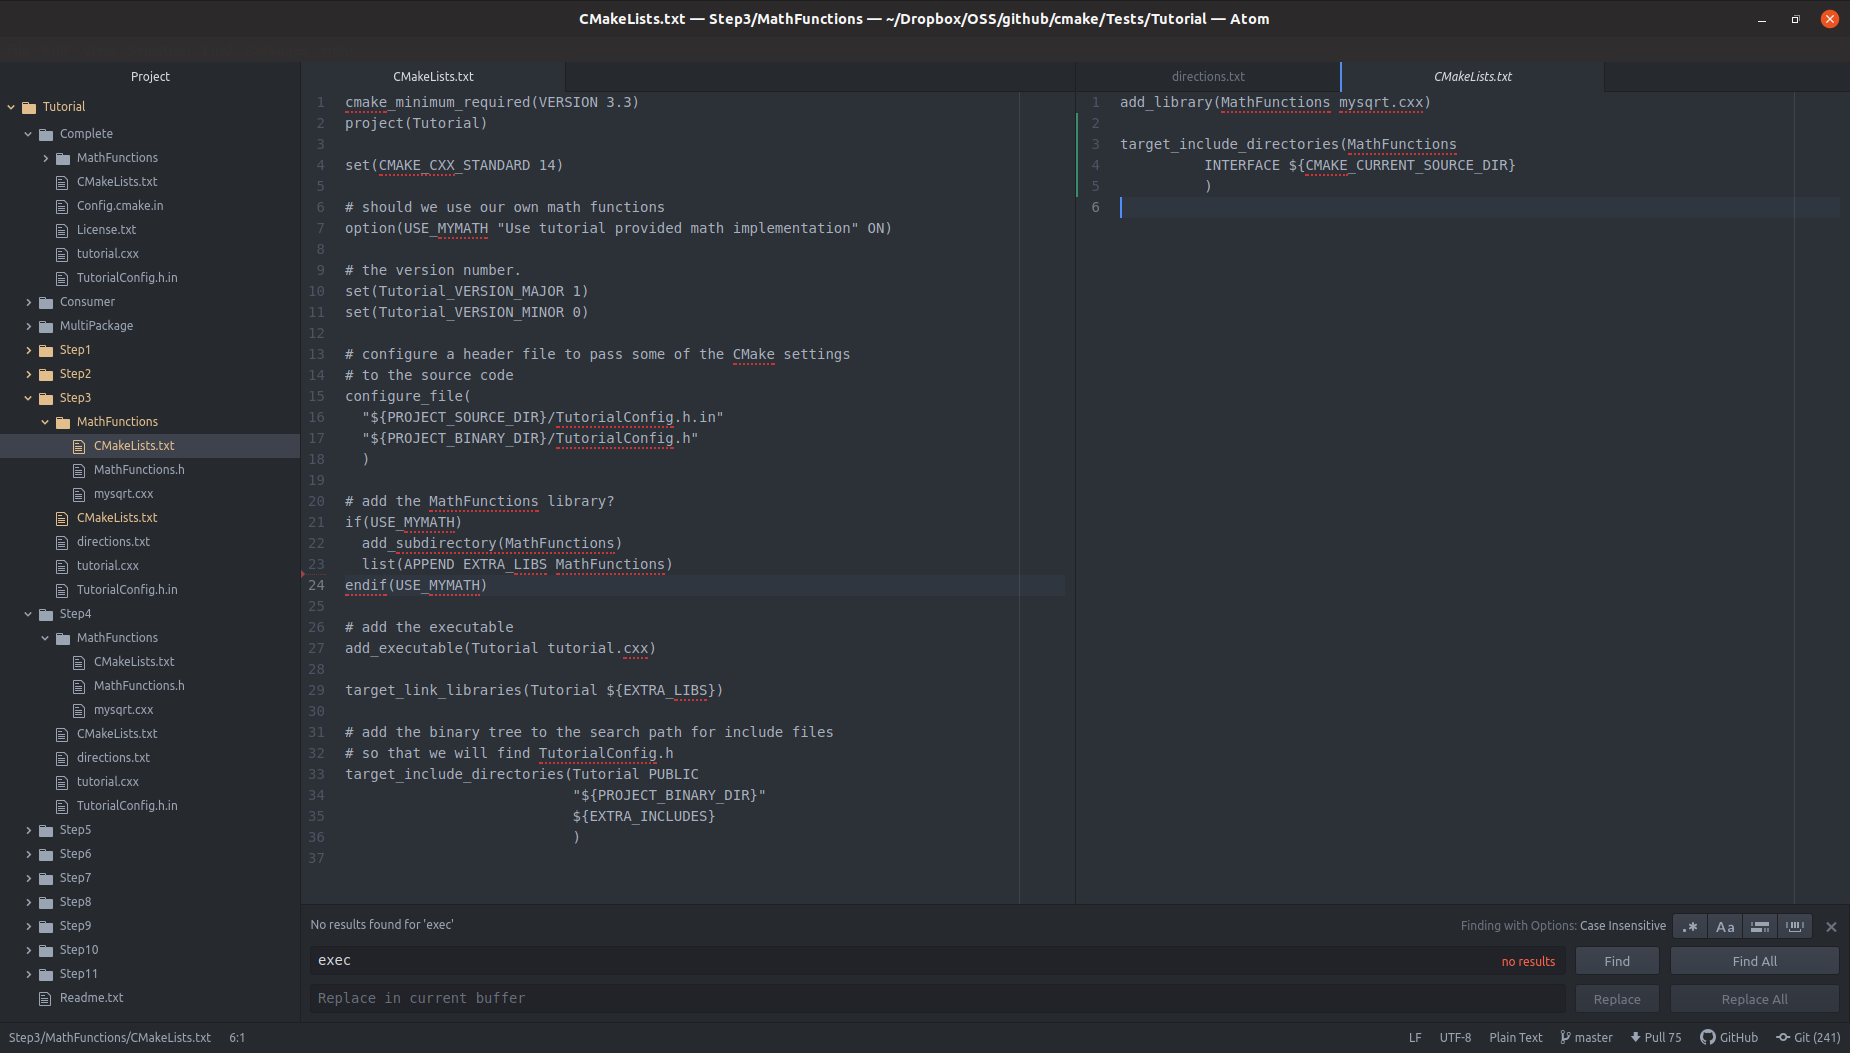 CMakeLists.txt — Step3/MathFunctions — ~/Dropbox/OSS/github/cmake/Tests/Tutorial — Atom
Project
Tutorial
Complete
MathFunctions
CMakeLists.txt
Config.cmake.in
License.txt
tutorial.cxx
TutorialConfig.h.in
Consumer
MultiPackage
Step1
Step2
Step3
MathFunctions
CMakeLists.txt
MathFunctions.h
mysqrt.cxx
CMakeLists.txt
directions.txt
tutorial.cxx
TutorialConfig.h.in
Step4
MathFunctions
CMakeLists.txt
MathFunctions.h
mysqrt.cxx
CMakeLists.txt
directions.txt
tutorial.cxx
TutorialConfig.h.in
Step5
Step6
Step7
Step8
Step9
Step10
Step11
Readme.txt
CMakeLists.txt
1 cmake_minimum_required(VERSION 3.3)
2 project(Tutorial)
3
4 set(CMAKE_CXX_STANDARD 14)
5
6 # should we use our own math functions
7 option(USE_MYMATH "Use tutorial provided math implementation" ON)
8
9 # the version number.
10 set(Tutorial_VERSION_MAJOR 1)
11 set(Tutorial_VERSION_MINOR 0)
12
13 # configure a header file to pass some of the CMake settings
14 # to the source code
15 configure_file(
16 "${PROJECT_SOURCE_DIR}/TutorialConfig.h.in"
17 "${PROJECT_BINARY_DIR}/TutorialConfig.h"
18 )
19
20 # add the MathFunctions library?
21 if(USE_MYMATH)
22 add_subdirectory(MathFunctions)
23 list(APPEND EXTRA_LIBS MathFunctions)
24 endif(USE_MYMATH)
25
26 # add the executable
27 add_executable(Tutorial tutorial.cxx)
28
29 target_link_libraries(Tutorial ${EXTRA_LIBS})
30
31 # add the binary tree to the search path for include files
32 # so that we will find TutorialConfig.h
33 target_include_directories(Tutorial PUBLIC
34 "${PROJECT_BINARY_DIR}"
35 ${EXTRA_INCLUDES}
36 )
37
directions.txt
CMakeLists.txt
1 add_library(MathFunctions mysqrt.cxx)
2
3 target_include_directories(MathFunctions
4 INTERFACE ${CMAKE_CURRENT_SOURCE_DIR}
5 )
6
No results found for 'exec'
Finding with Options: Case Insensitive
.* Aa
exec
no results
Find
Find All
Replace in current buffer
Replace
Replace All
Step3/MathFunctions/CMakeLists.txt 6:1
LF UTF-8 Plain Text master Pull 75 GitHub Git (241)